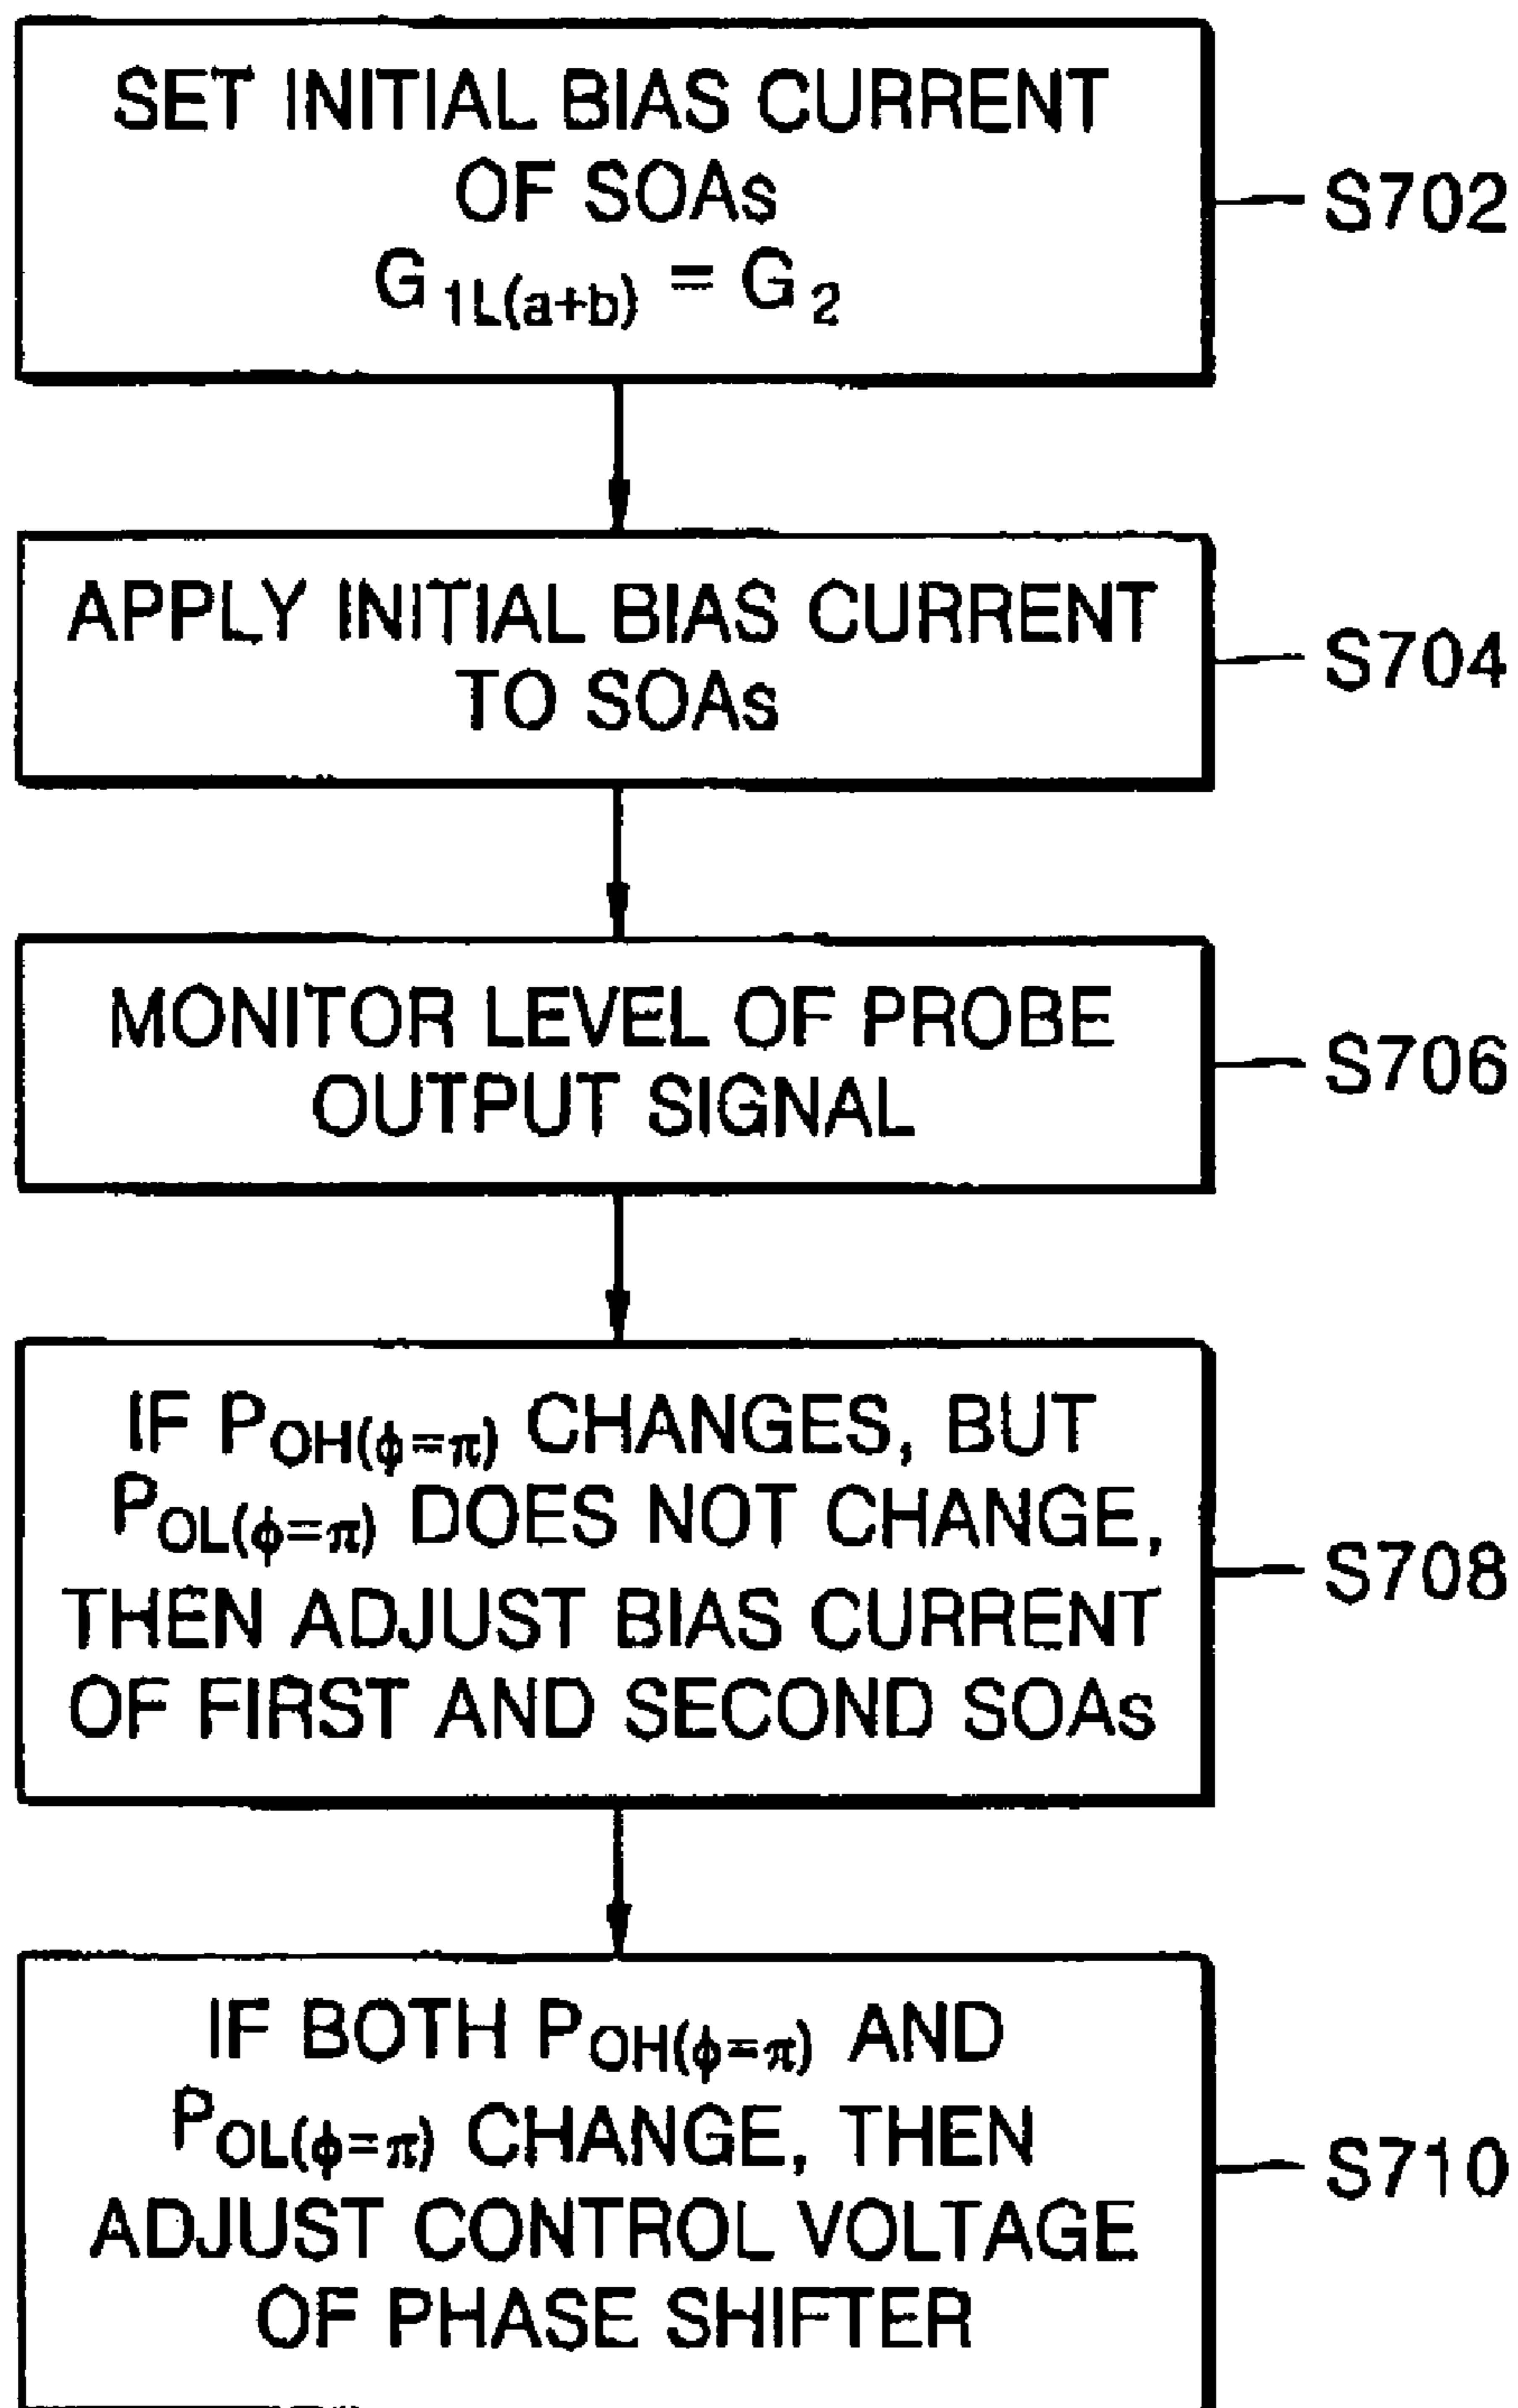 SET INITIAL BIAS CURRENT
OF SOAs
G 1L(a+b) = G 2
S702
APPLY INITIAL BIAS CURRENT
TO SOAs
S704
MONITOR LEVEL OF PROBE
OUTPUT SIGNAL
S706
IF POH(ϕ=π) CHANGES, BUT
POL(ϕ=π) DOES NOT CHANGE,
THEN ADJUST BIAS CURRENT
OF FIRST AND SECOND SOAs
S708
IF BOTH POH(ϕ=π) AND
POL(ϕ=π) CHANGE, THEN
ADJUST CONTROL VOLTAGE
OF PHASE SHIFTER
S710